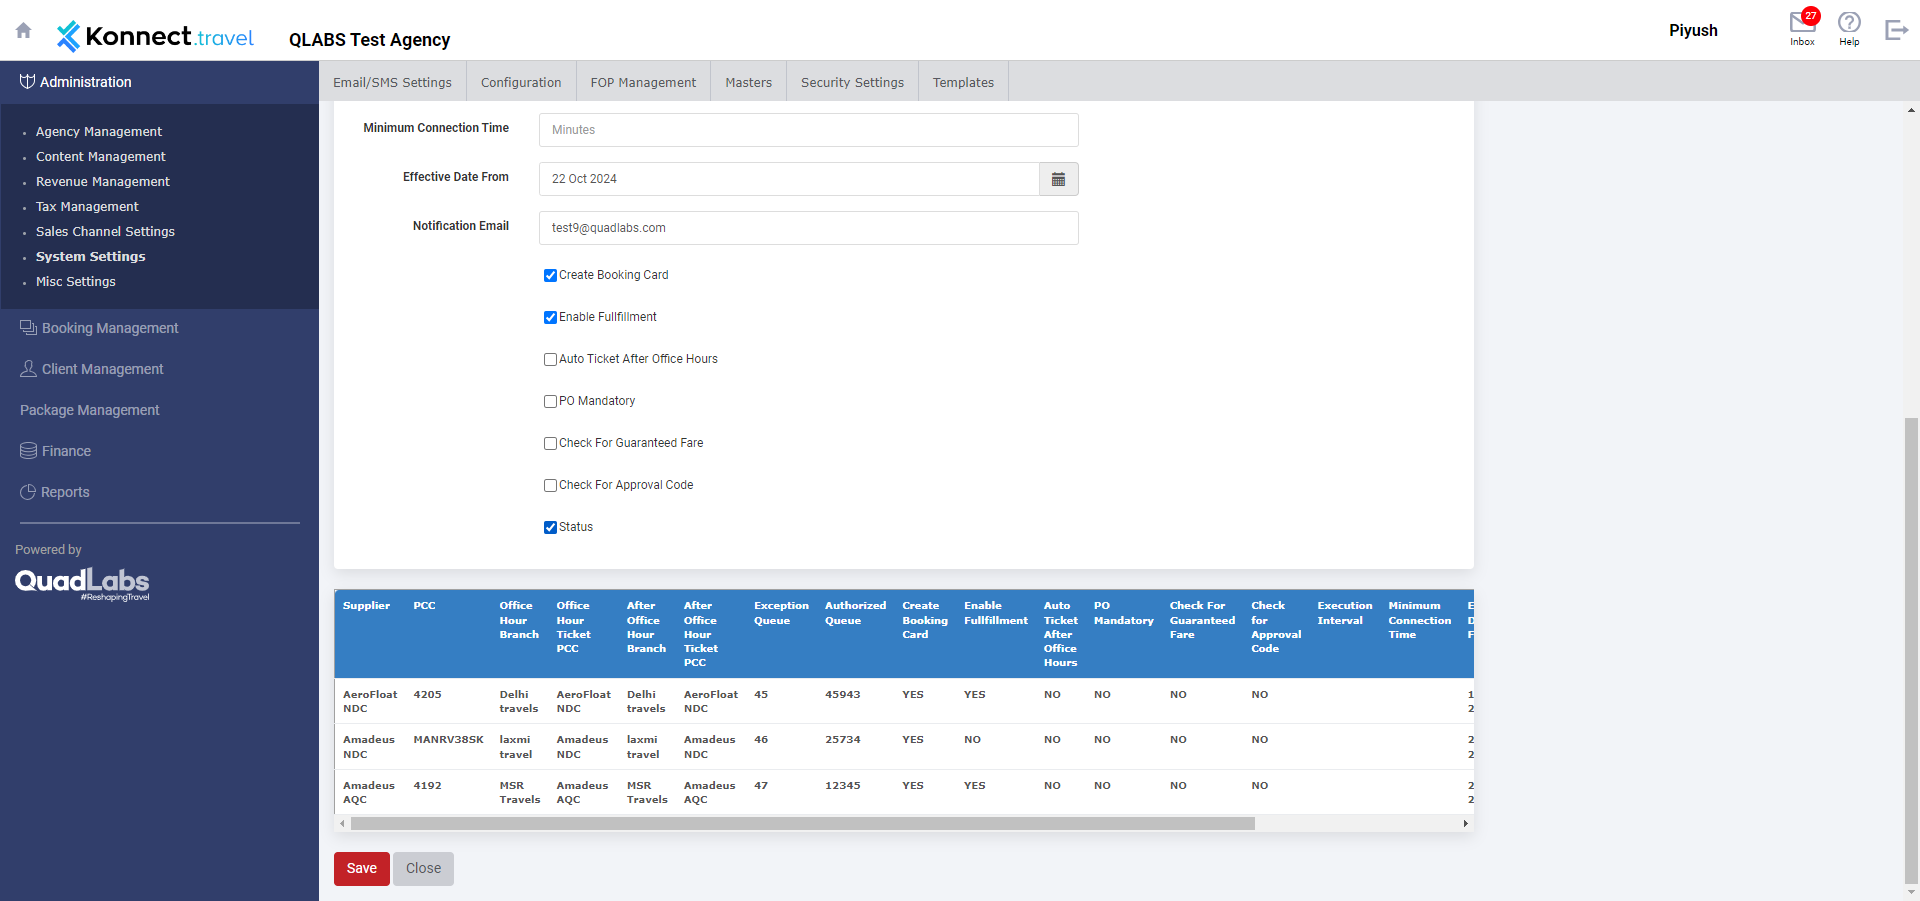 Konnect.travel
QLABS Test Agency
Piyush
27
Inbox
Help
Administration
Agency Management
Content Management
Revenue Management
Tax Management
Sales Channel Settings
System Settings
Misc Settings
Booking Management
Client Management
Package Management
Finance
Reports
Powered by
QuadLabs
#ReshapingTravel
Email/SMS Settings
Configuration
FOP Management
Masters
Security Settings
Templates
Minimum Connection Time
Minutes
Effective Date From
22 Oct 2024
Notification Email
test9@quadlabs.com
Create Booking Card
Enable Fullfillment
Auto Ticket After Office Hours
PO Mandatory
Check For Guaranteed Fare
Check For Approval Code
Status
Supplier
PCC
Office
Hour
Branch
Office
Hour
Ticket
PCC
After
Office
Hour
Branch
After
Office
Hour
Ticket
PCC
Exception
Queue
Authorized
Queue
Create
Booking
Card
Enable
Fullfillment
Auto
Ticket
After
Office
Hours
PO
Mandatory
Check For
Guaranteed
Fare
Check
for
Approval
Code
Execution
Interval
Minimum
Connection
Time
AeroFloat
NDC
4205
Delhi
travels
AeroFloat
NDC
Delhi
travels
AeroFloat
NDC
45
45943
YES
YES
NO
NO
NO
NO
Amadeus
NDC
MANRV38SK
laxmi
travel
Amadeus
NDC
laxmi
travel
Amadeus
NDC
46
25734
YES
NO
NO
NO
NO
NO
Amadeus
AQC
4192
MSR
Travels
Amadeus
AQC
MSR
Travels
Amadeus
AQC
47
12345
YES
YES
NO
NO
NO
NO
Save
Close